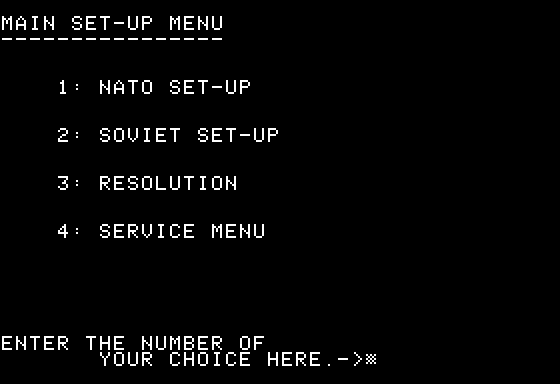 MAIN SET-UP MENU
----------------
1: NATO SET-UP
2: SOVIET SET-UP
3: RESOLUTION
4: SERVICE MENU
ENTER THE NUMBER OF
YOUR CHOICE HERE.->